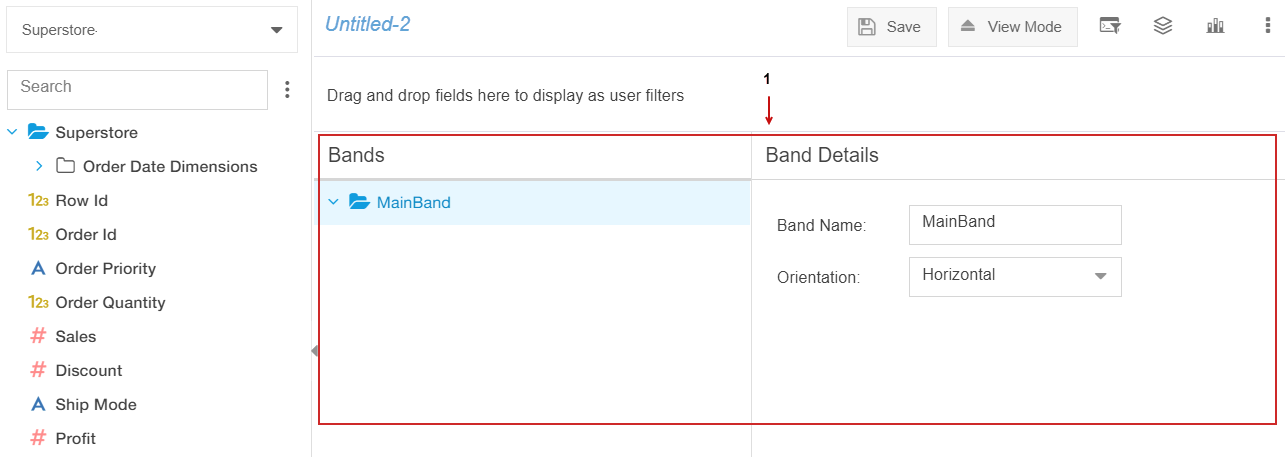 Superstore
Untitled-2
Save
View Mode
Search
1
Drag and drop fields here to display as user filters
Superstore
Order Date Dimensions
123 Row Id
123 Order Id
A Order Priority
123 Order Quantity
# Sales
# Discount
A Ship Mode
# Profit
Bands
MainBand
Band Details
Band Name: MainBand
Orientation: Horizontal